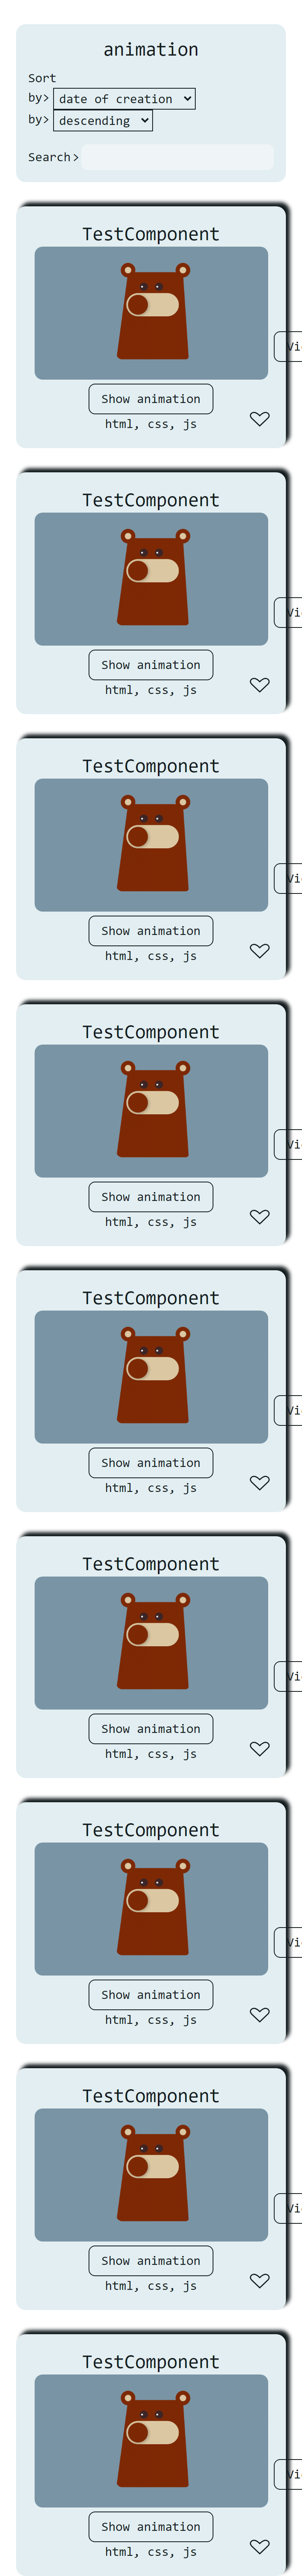 animation
Sort
by> date of creation
by> descending
Search>
TestComponent
Vi
Show animation
html, css, js
TestComponent
Vi
Show animation
html, css, js
TestComponent
Vi
Show animation
html, css, js
TestComponent
Vi
Show animation
html, css, js
TestComponent
Vi
Show animation
html, css, js
TestComponent
Vi
Show animation
html, css, js
TestComponent
Vi
Show animation
html, css, js
TestComponent
Vi
Show animation
html, css, js
TestComponent
Vi
Show animation
html, css, js